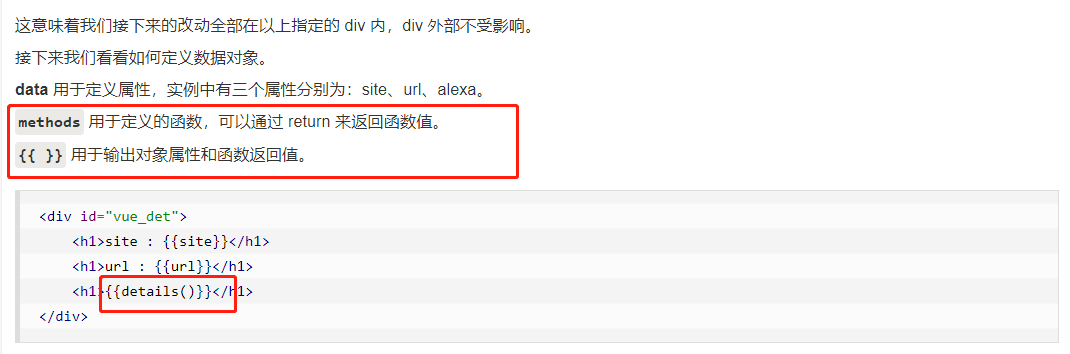 这意味着我们接下来的改动全部在以上指定的 div 内，div 外部不受影响。
接下来我们看看如何定义数据对象。
data 用于定义属性，实例中有三个属性分别为：site、url、alexa。
methods 用于定义的函数，可以通过 return 来返回函数值。
{{ }} 用于输出对象属性和函数返回值。
<div id="vue_det">
    <h1>site : {{site}}</h1>
    <h1>url : {{url}}</h1>
    <h1>{{details()}}</h1>
</div>